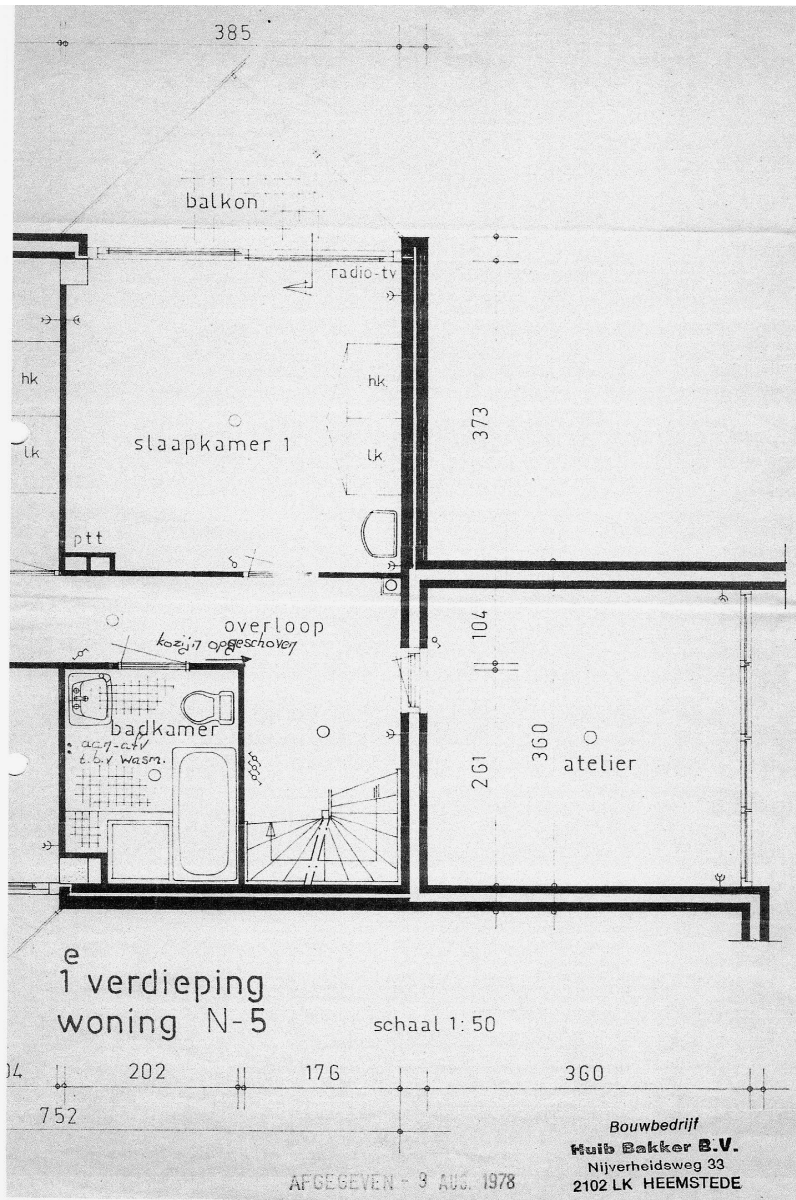 385
balkon
radio-tv
hk
hk
373
slaapkamer 1
lk
lk
ptt
overloop
104
kozijn opgeschoven
badkamer
aan-afv
t.b.v wasm.
261
360
atelier
1e verdieping
woning N-5
schaal 1:50
202
176
360
752
Bouwbedrijf
Huib Bakker B.V.
Nijverheidsweg 33
2102 LK HEEMSTEDE
AFGEGEVEN - 3 AUG. 1978